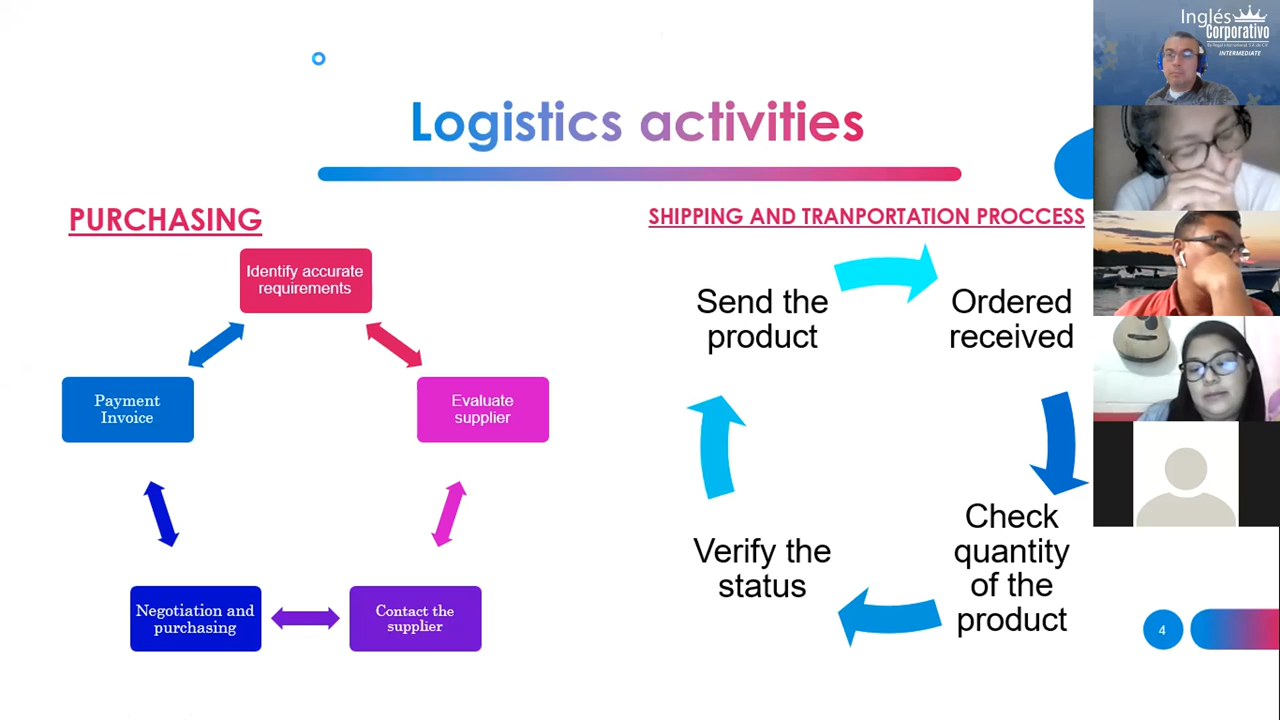 Logistics activities
PURCHASING
Identify accurate
requirements
Evaluate
supplier
Contact the
supplier
Negotiation and
purchasing
Payment
Invoice
SHIPPING AND TRANPORTATION PROCCESS
Send the
product
Ordered
received
Check
quantity
of the
product
Verify the
status
4
Inglés
Corporativo
INTERMEDIATE